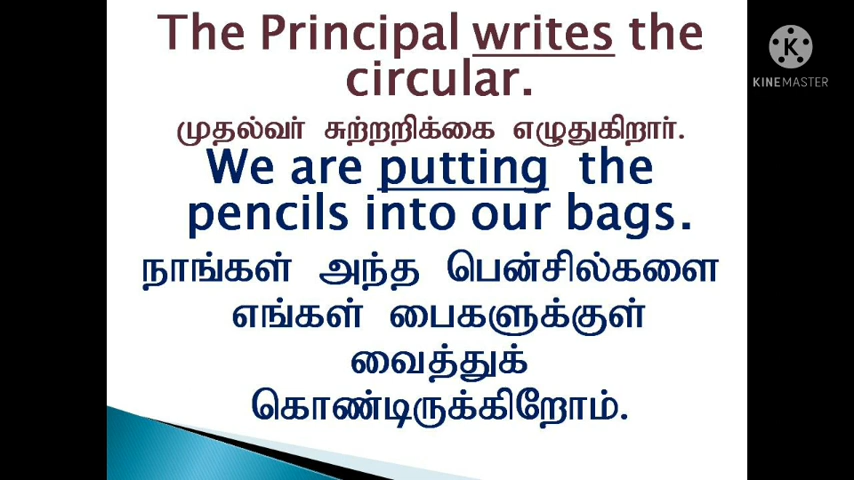 The Principal writes the
circular.
முதல்வர் சுற்றறிக்கை எழுதுகிறார்.
We are putting the
pencils into our bags.
நாங்கள் அந்த பென்சில்களை
எங்கள் பைகளுக்குள்
வைத்துக்
கொண்டிருக்கிறோம்.
K
KINEMASTER